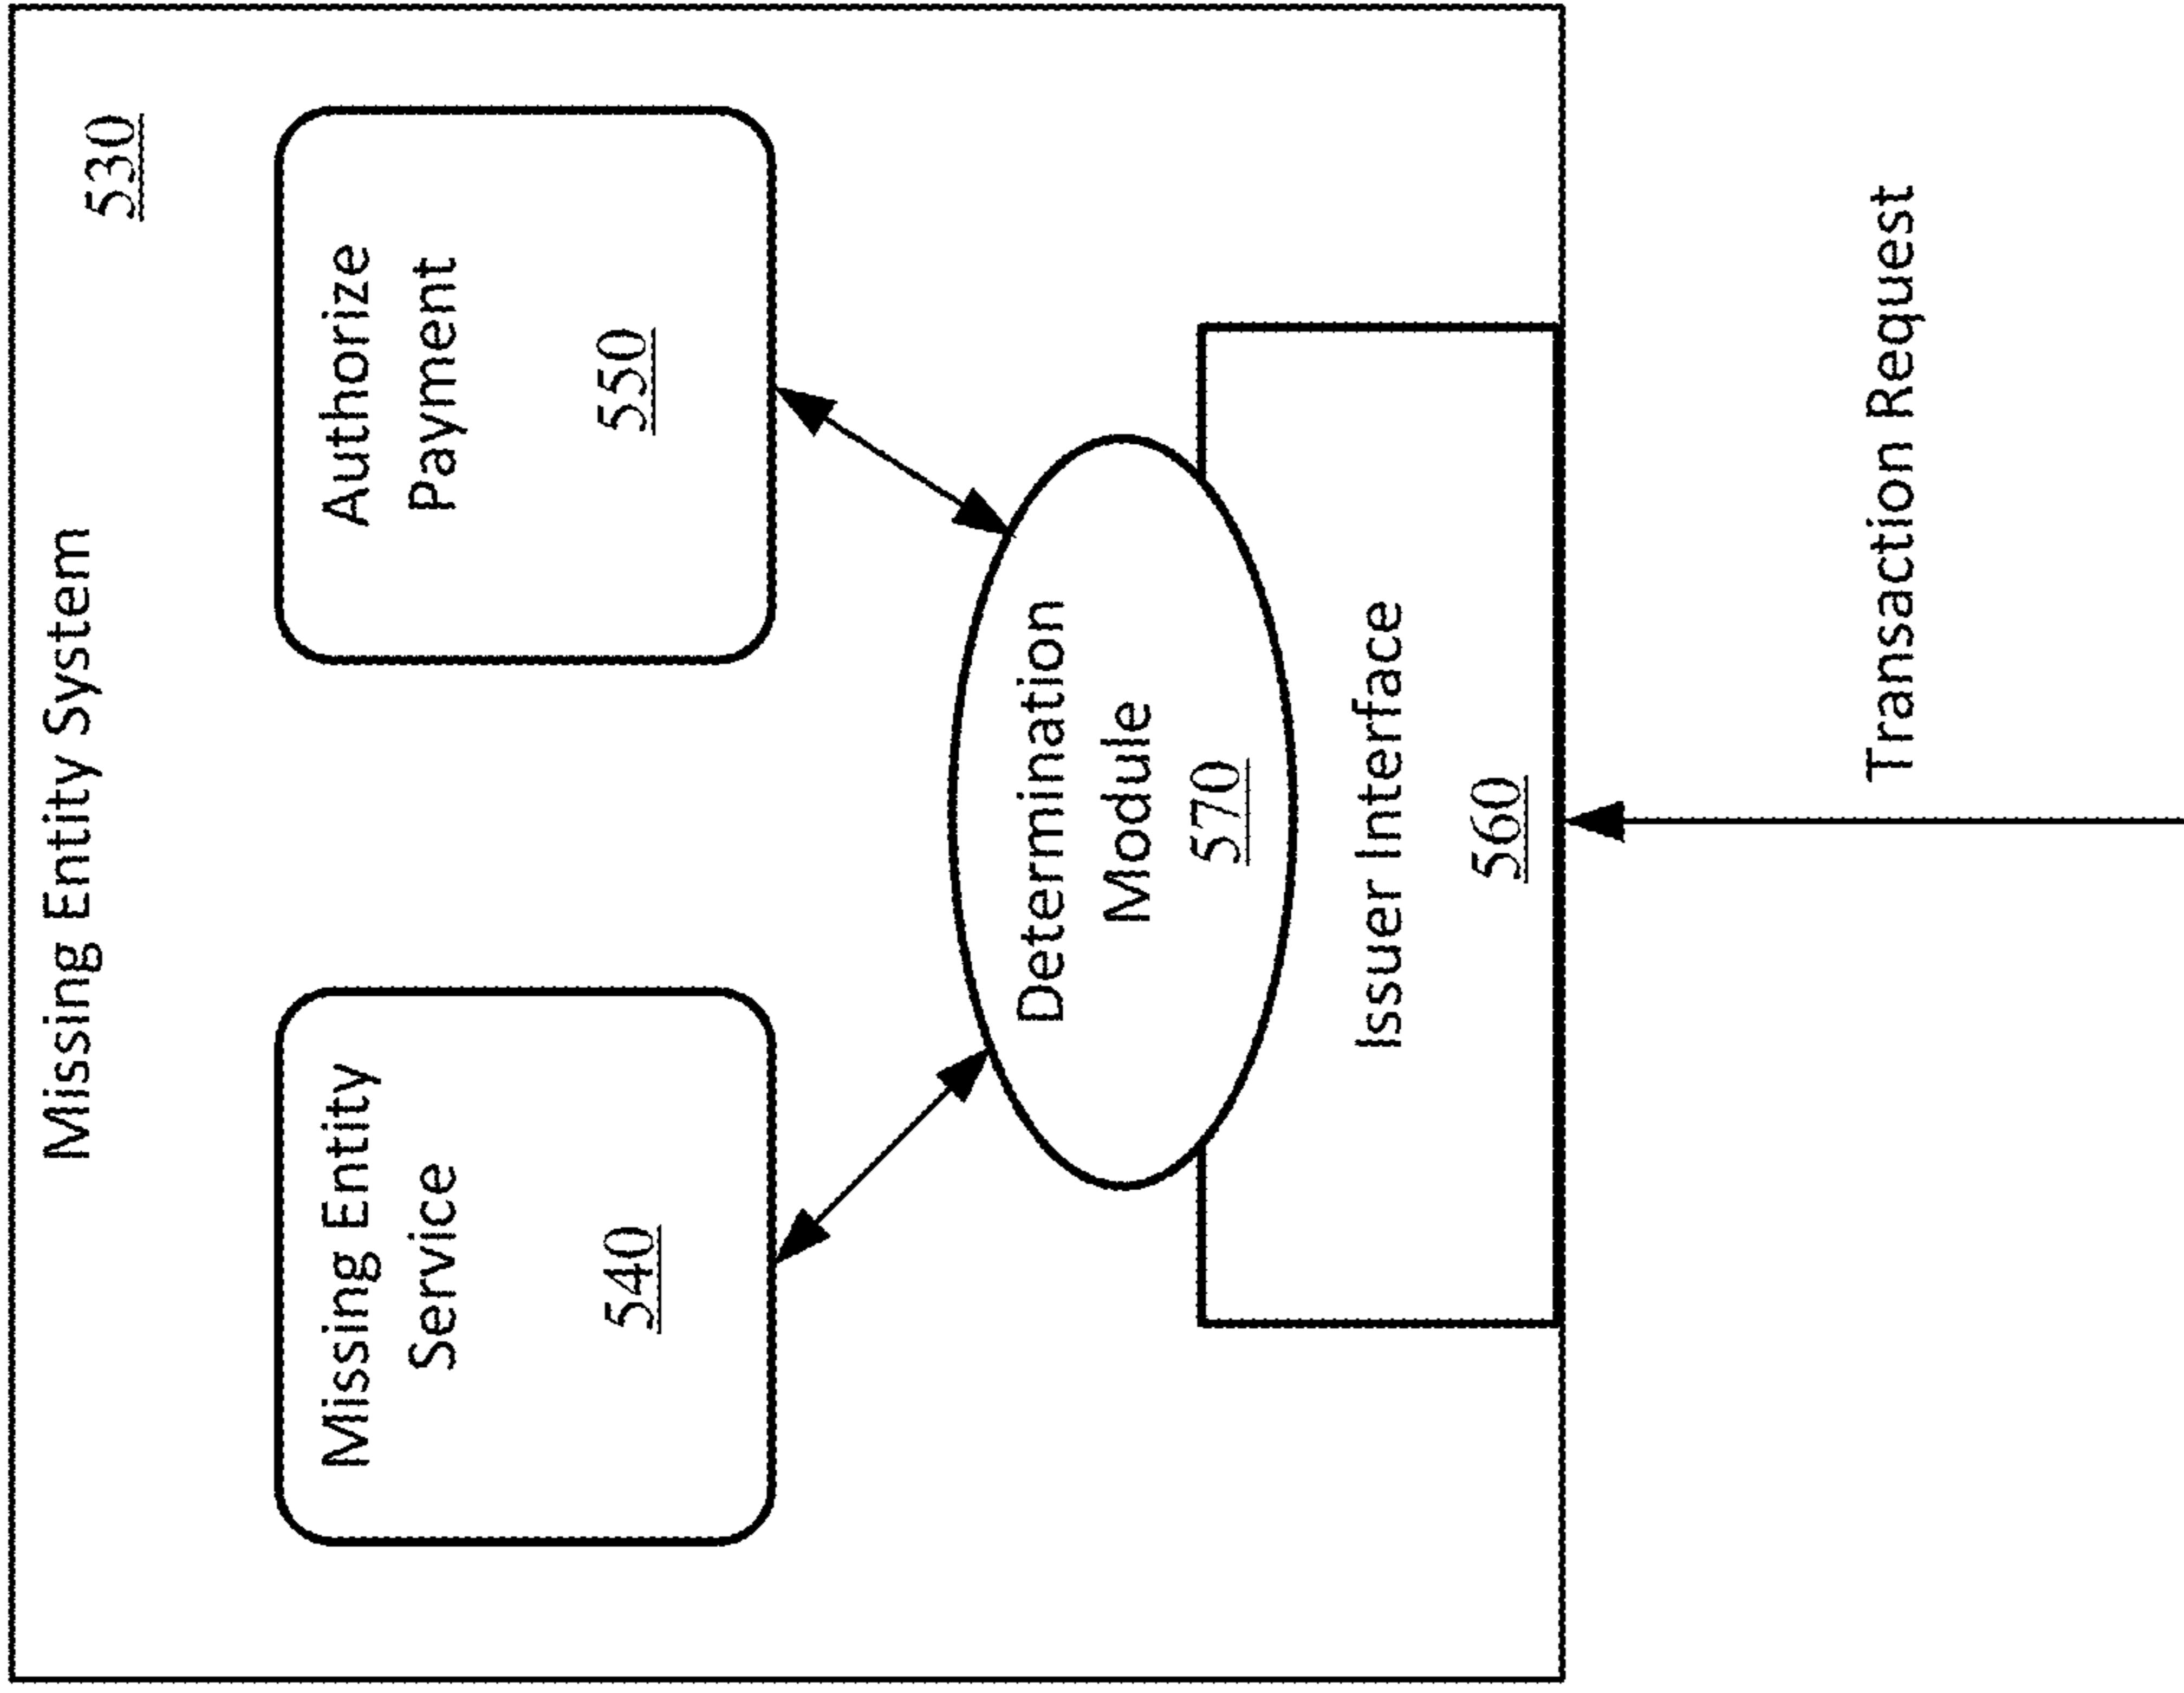 Missing Entity System
530
Missing Entity
Service
540
Authorize
Payment
550
Determination
Module
570
Issuer Interface
560
Transaction Request